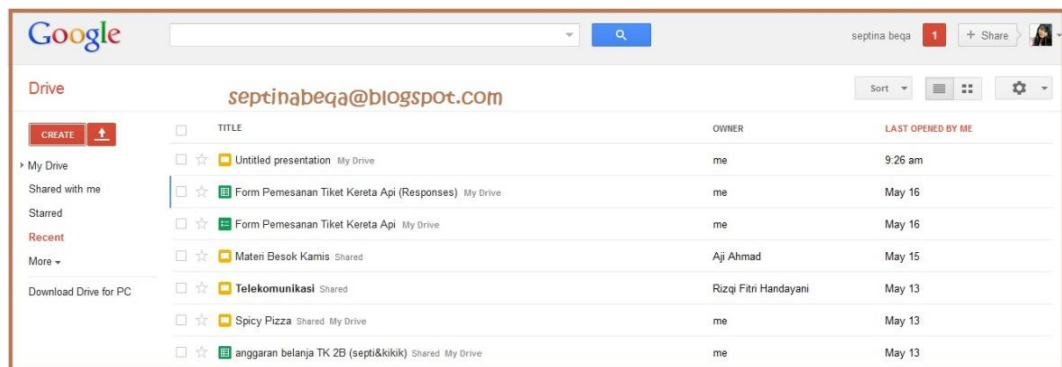 Google
septina beqa 1 + Share
Drive
septinabeqa@blogspot.com
Sort
CREATE
TITLE OWNER LAST OPENED BY ME
My Drive
Shared with me
Starred
Recent
More
Download Drive for PC
Untitled presentation My Drive me 9:26 am
Form Pemesanan Tiket Kereta Api (Responses) My Drive me May 16
Form Pemesanan Tiket Kereta Api My Drive me May 16
Materi Besok Kamis Shared Aji Ahmad May 15
Telekomunikasi Shared Rizqi Fitri Handayani May 13
Spicy Pizza Shared My Drive me May 13
anggaran belanja TK 2B (septi&kikik) Shared My Drive me May 13